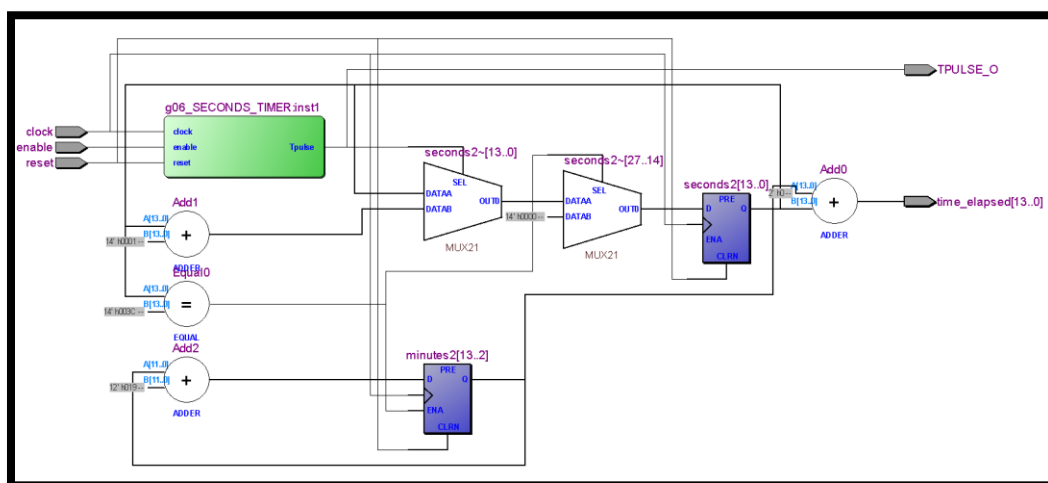 TPULSE_O
g06_SECONDS_TIMER:inst1
clock
enable
reset
clock
enable
reset
Tpulse
seconds2~[13..0]
SEL
DATAA
DATAB
OUT0
MUX21
seconds2~[27..14]
SEL
DATAA
14' h0000 --
DATAB
OUT0
MUX21
seconds2[13..0]
PRE
D
Q
ENA
CLRN
Add0
2' h0--
A[13..0]
B[13..0]
+
ADDER
time_elapsed[13..0]
Add1
A[13..0]
B[13..0]
14' h0001 --
+
ADDER
Equal0
A[13..0]
B[13..0]
14' h003C --
=
EQUAL
Add2
A[11..0]
B[11..0]
12' h019 --
+
ADDER
minutes2[13..2]
PRE
D
Q
ENA
CLRN